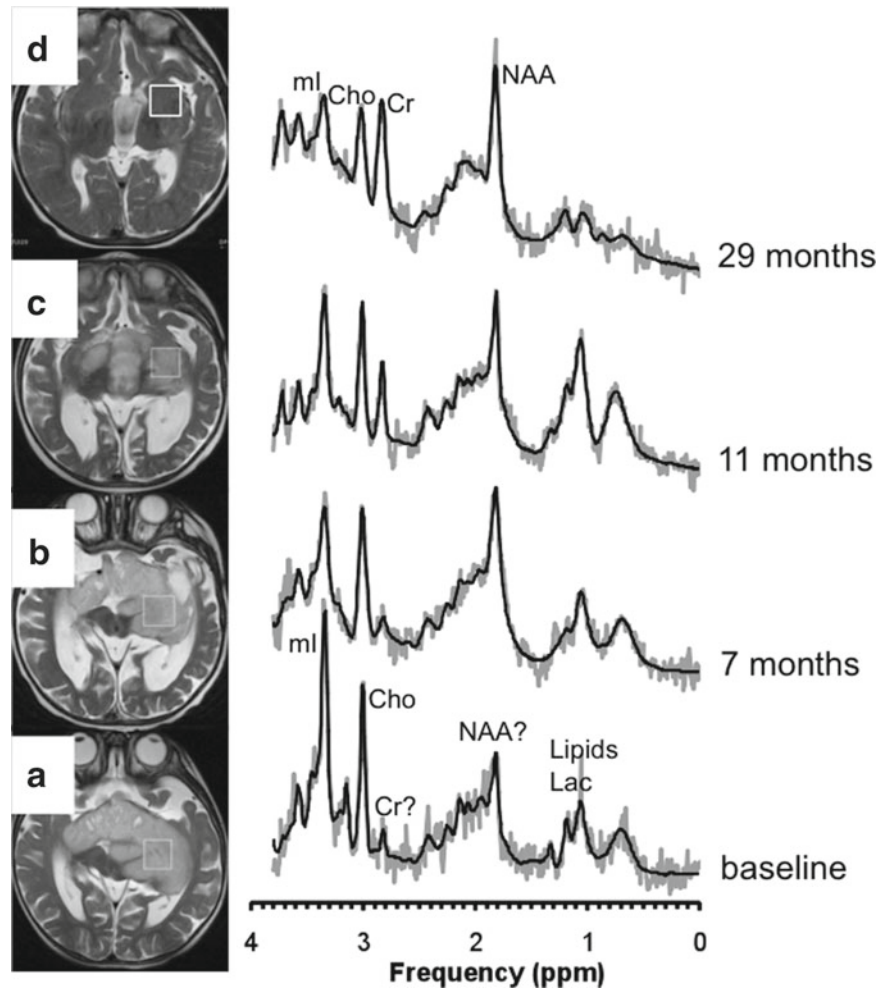 d
mI
Cho
Cr
NAA
29 months
c
11 months
b
7 months
mI
Cho
Cr?
NAA?
Lipids
Lac
a
baseline
4 3 2 1 0
Frequency (ppm)